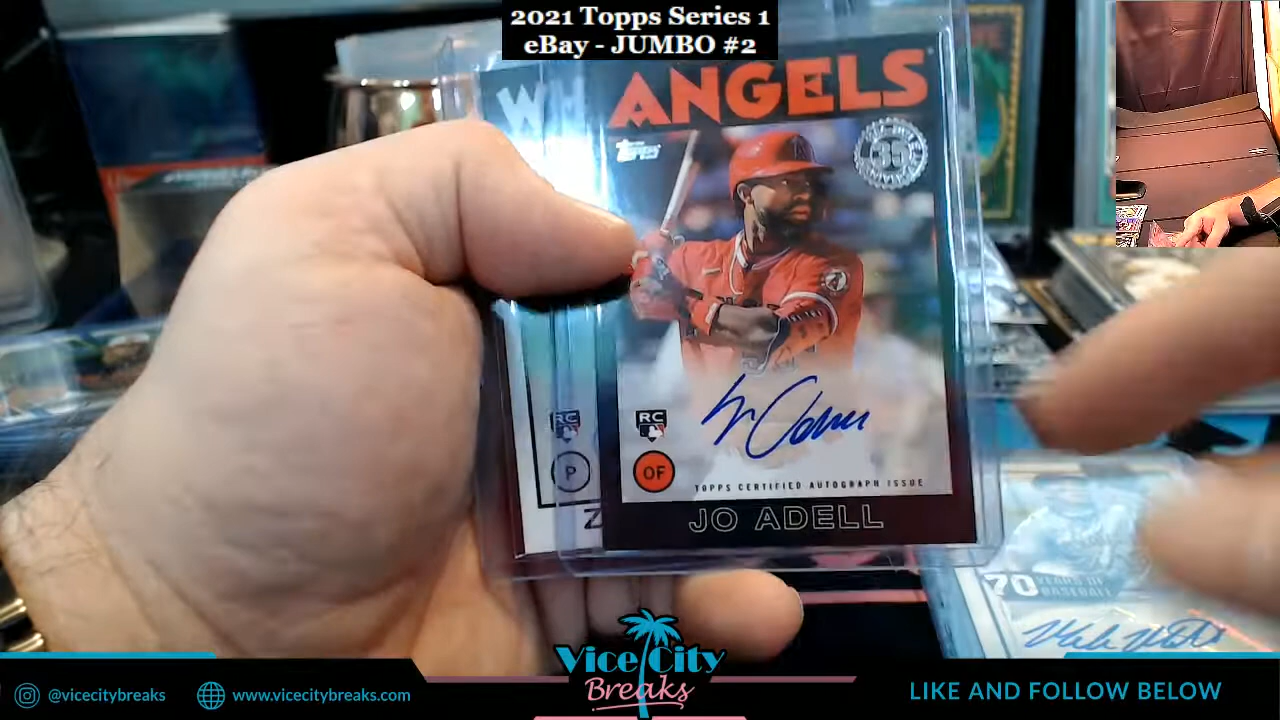 2021 Topps Series 1
eBay - JUMBO #2
WH
ANGELS
TOPPS
35
RC
RC
P
OF
TOPPS CERTIFIED AUTOGRAPH ISSUE
Z
JO ADELL
70 YEARS OF
BASEBALL
Vice City
Breaks
@vicecitybreaks
www.vicecitybreaks.com
LIKE AND FOLLOW BELOW